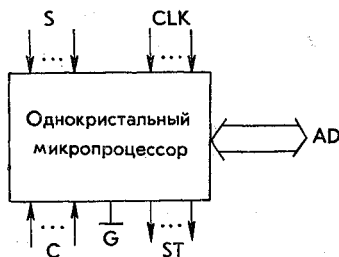 S CLK
... ...
Однокристальный
микропроцессор
AD
... ...
C G ST